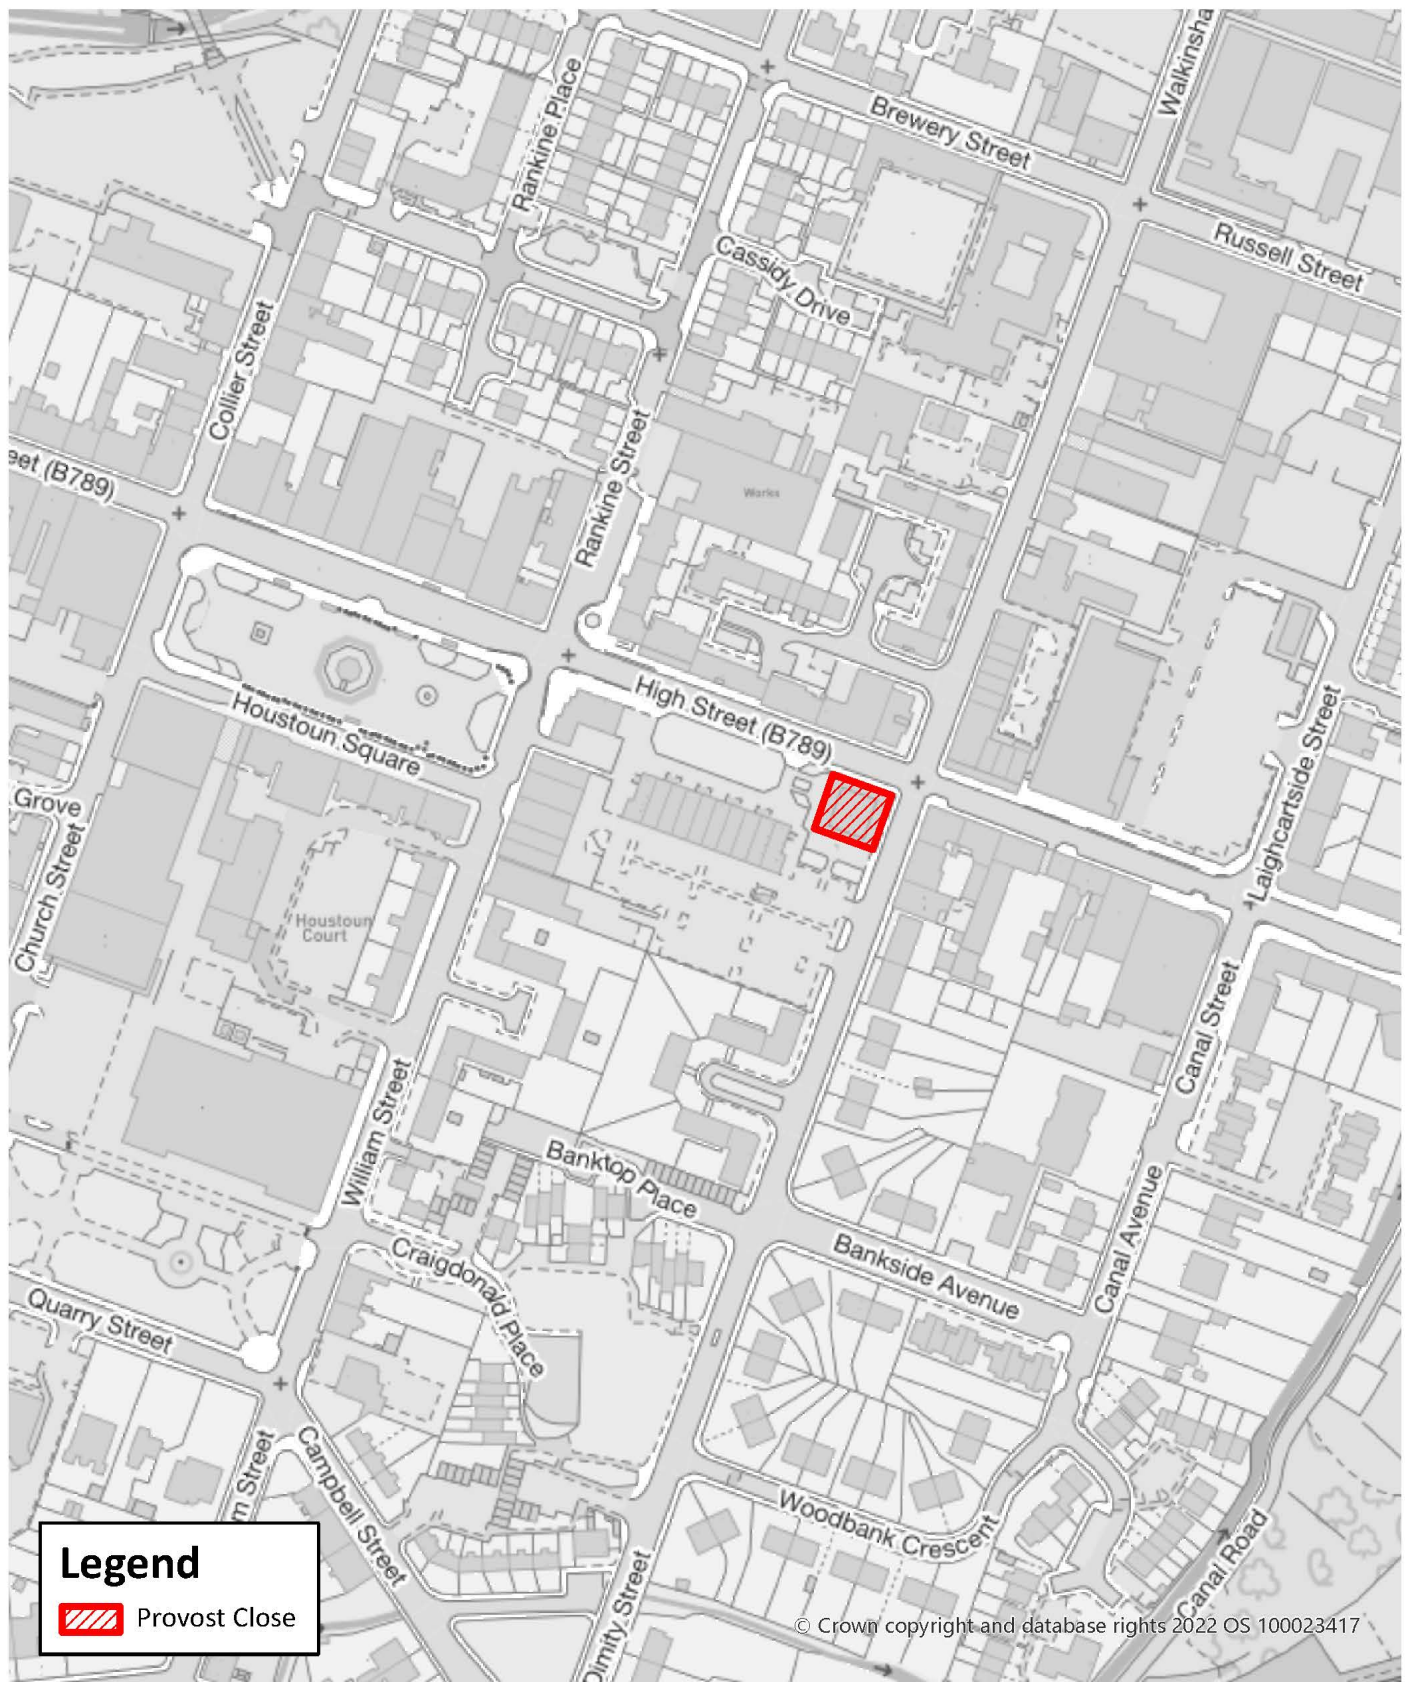 Rankine Place
Brewery Street
Walkinsha
Russell Street
Cassidy Drive
Collier Street
eet (B789)
Rankine Street
Works
High Street (B789)
Houstoun Square
Grove
Church Street
Houstoun
Court
Laighcartside Street
Canal Street
William Street
Banktop Place
Craigdonald Place
Bankside Avenue
Canal Avenue
Quarry Street
m Street
Campbell Street
Woodbank Crescent
Dimity Street
Canal Road
Legend
Provost Close
© Crown copyright and database rights 2022 OS 100023417